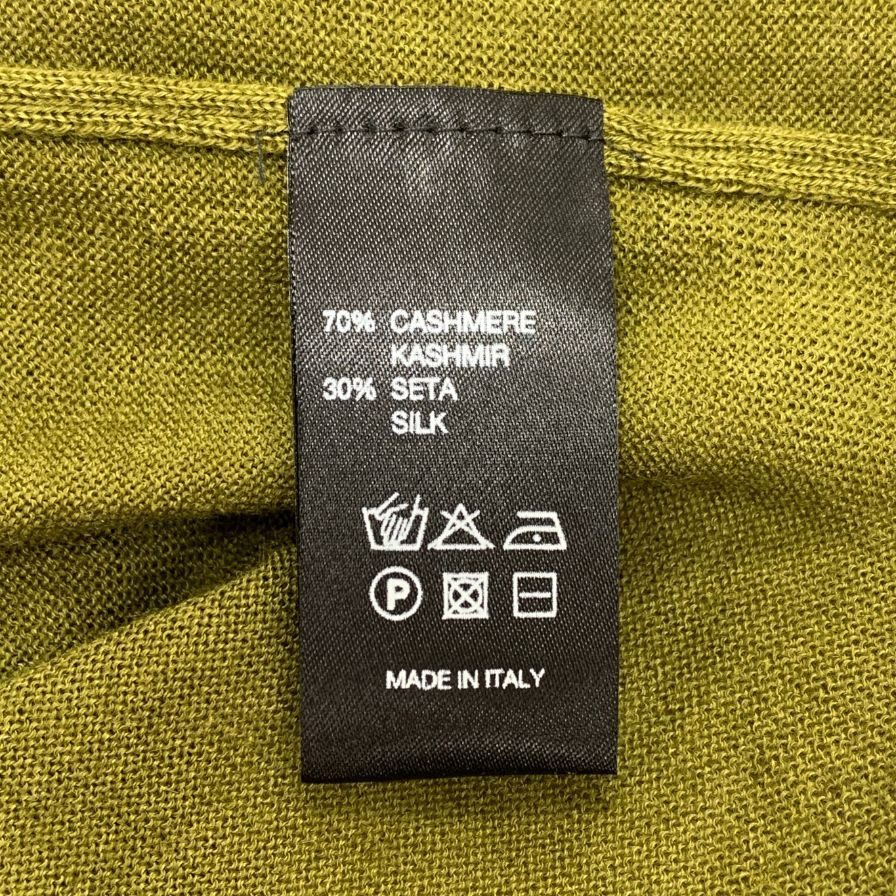 70% CASHMERE
KASHMIR
30% SETA
SILK
P
MADE IN ITALY